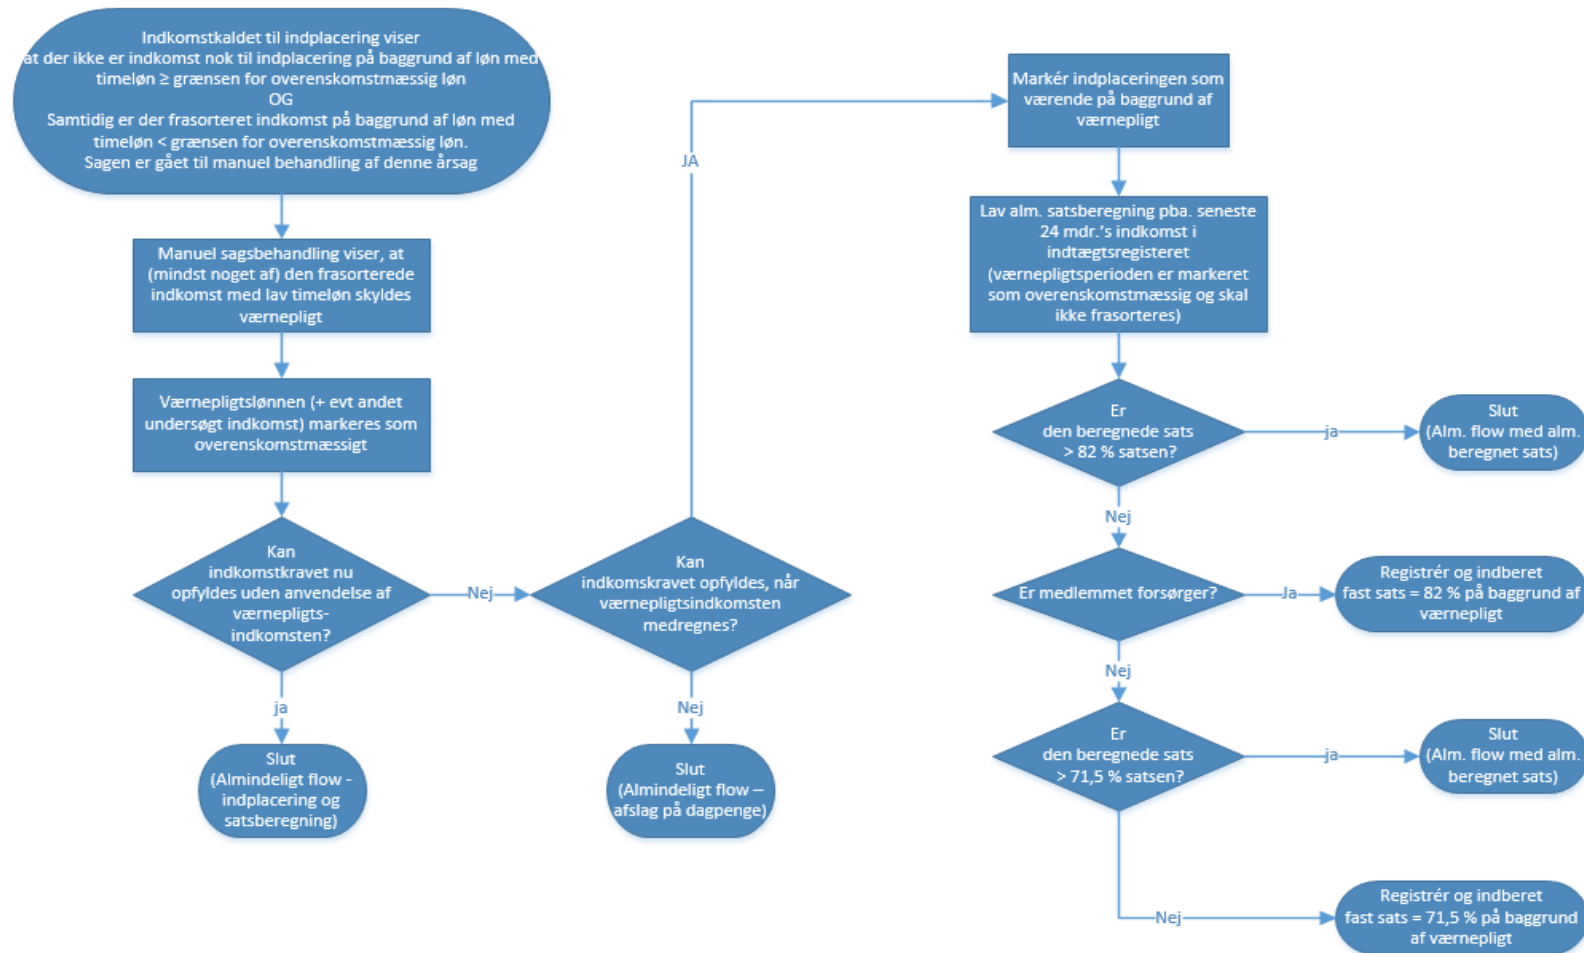 Indkomstkaldet til indplacering viser
at der ikke er indkomst nok til indplacering på baggrund af løn med
timeløn ≥ grænsen for overenskomstmæssig løn
OG
Samtidig er der frasorteret indkomst på baggrund af løn med
timeløn < grænsen for overenskomstmæssig løn.
Sagen er gået til manuel behandling af denne årsag
Manuel sagsbehandling viser, at
(mindst noget af) den frasorterede
indkomst med lav timeløn skyldes
værnepligt
Værnepligtslønnen (+ evt andet
undersøgt indkomst) markeres som
overenskomstmæssigt
Kan
indkomstkravet nu
opfyldes uden anvendelse af
værnepligts-
indkomsten?
ja
Slut
(Almindeligt flow -
indplacering og
satsberegning)
Nej
Kan
indkomskravet opfyldes, når
værnepligtsindkomsten
medregnes?
Nej
Slut
(Almindeligt flow –
afslag på dagpenge)
JA
Markér indplaceringen som
værende på baggrund af
værnepligt
Lav alm. satsberegning pba. seneste
24 mdr.'s indkomst i
indtægtsregisteret
(værnepligtsperioden er markeret
som overenskomstmæssig og skal
ikke frasorteres)
Er
den beregnede sats
> 82 % satsen?
ja
Slut
(Alm. flow med alm.
beregnet sats)
Nej
Er medlemmet forsørger?
Ja
Registrér og indberet
fast sats = 82 % på baggrund af
værnepligt
Nej
Er
den beregnede sats
> 71,5 % satsen?
ja
Slut
(Alm. flow med alm.
beregnet sats)
Nej
Registrér og indberet
fast sats = 71,5 % på baggrund
af værnepligt